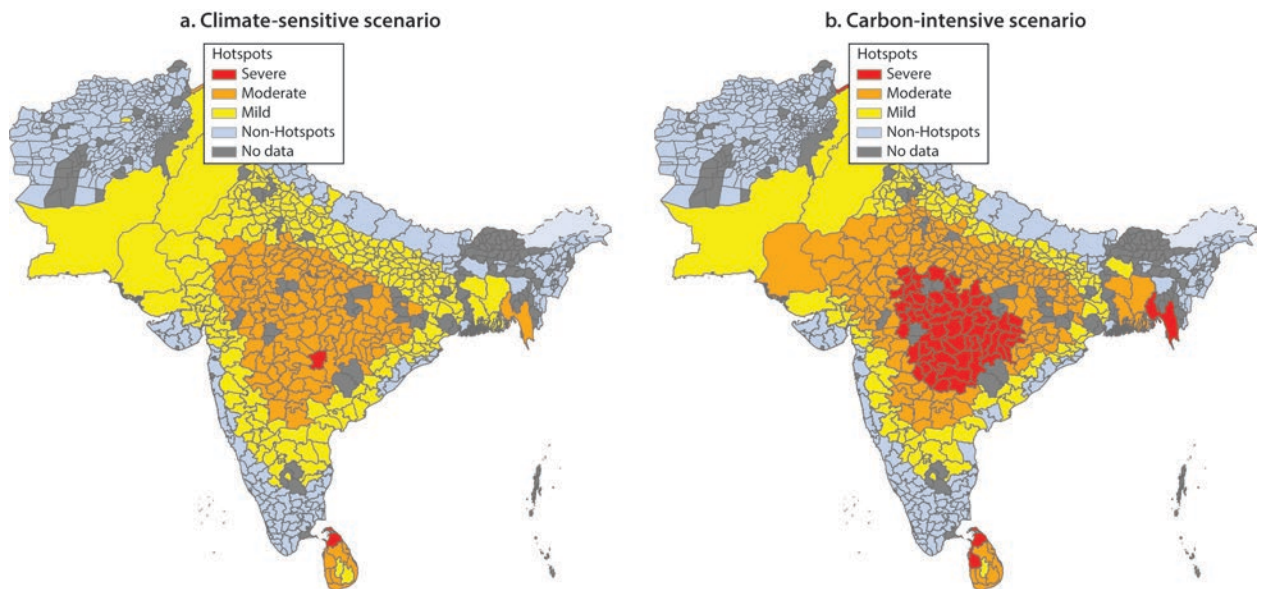 a. Climate-sensitive scenario
Hotspots
Severe
Moderate
Mild
Non-Hotspots
No data
b. Carbon-intensive scenario
Hotspots
Severe
Moderate
Mild
Non-Hotspots
No data